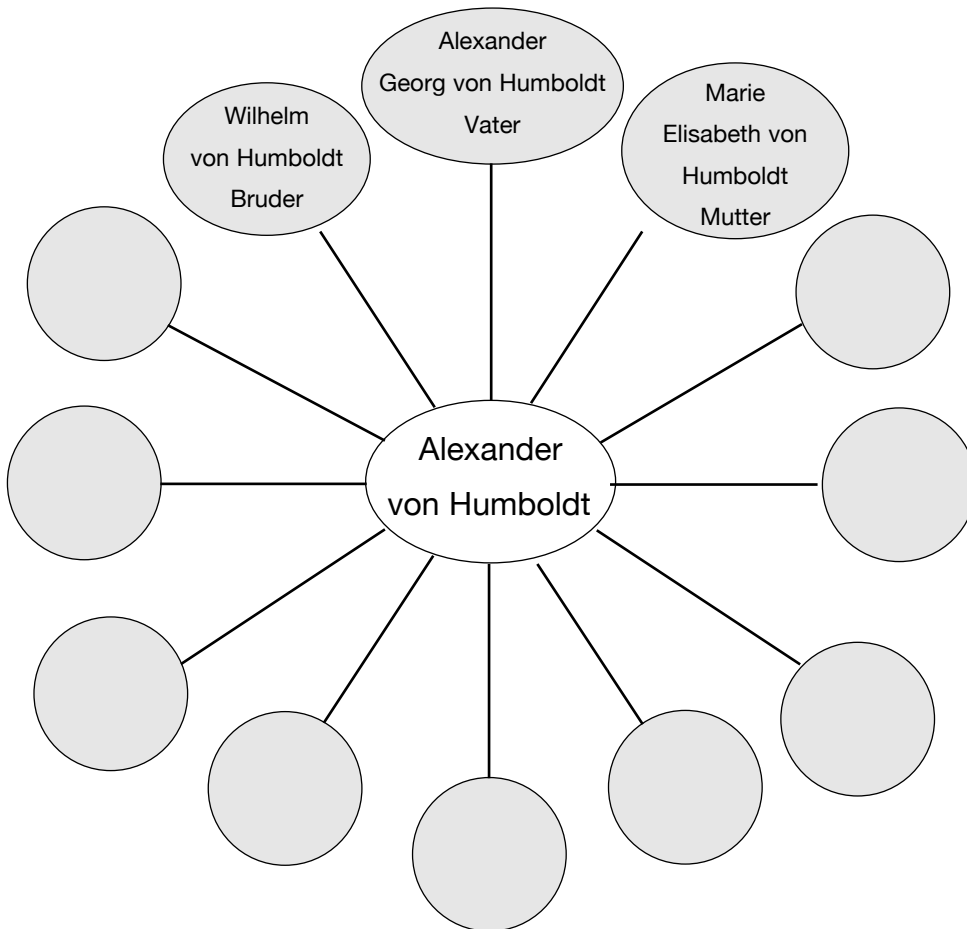 Alexander
Georg von Humboldt
Vater
Wilhelm
von Humboldt
Bruder
Marie
Elisabeth von
Humboldt
Mutter
Alexander
von Humboldt